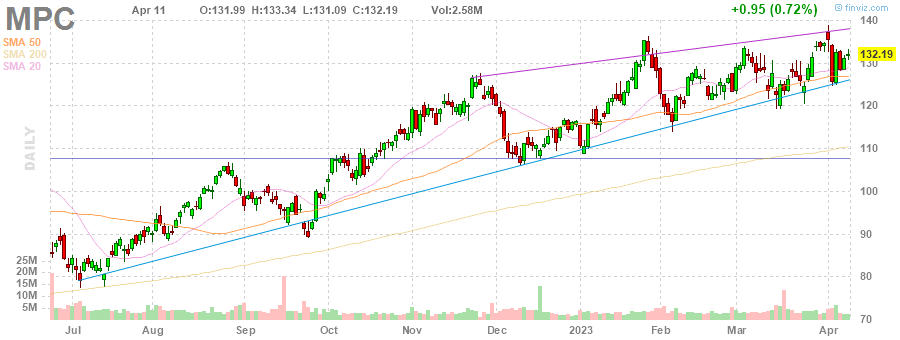 MPC Apr 11 O:131.99 H:133.34 L:131.09 C:132.19 Vol:2.58M +0.95 (0.72%) © finviz.com
SMA 50
SMA 200
SMA 20
DAILY
140
132.19
130
120
110
100
90
80
70
25M
20M
15M
10M
5M
Jul Aug Sep Oct Nov Dec 2023 Feb Mar Apr